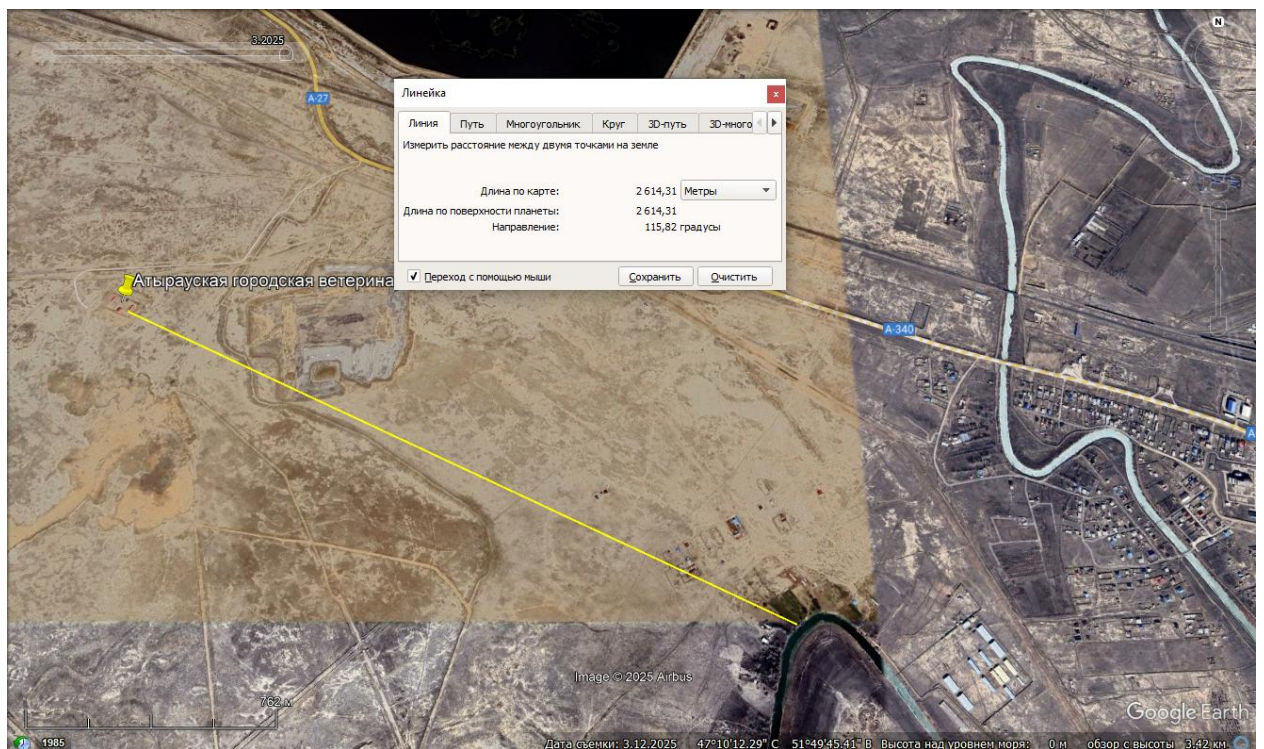 N
3-2025
A-27
Линейка
x
Линия Путь Многоугольник Круг 3D-путь 3D-много
Измерить расстояние между двумя точками на земле
Длина по карте: 2 614,31 Метры
Длина по поверхности планеты: 2 614,31
Направление: 115,82 градусы
Переход с помощью мыши Сохранить Очистить
Атырауская городская ветерина
A-340
A
Image © 2025 Airbus
762 м
Google Earth
1985
Дата съемки: 3.12.2025 47°10'12.29" С 51°49'45.41" В Высота над уровнем моря: 0 м обзор с высоты 3.42 км